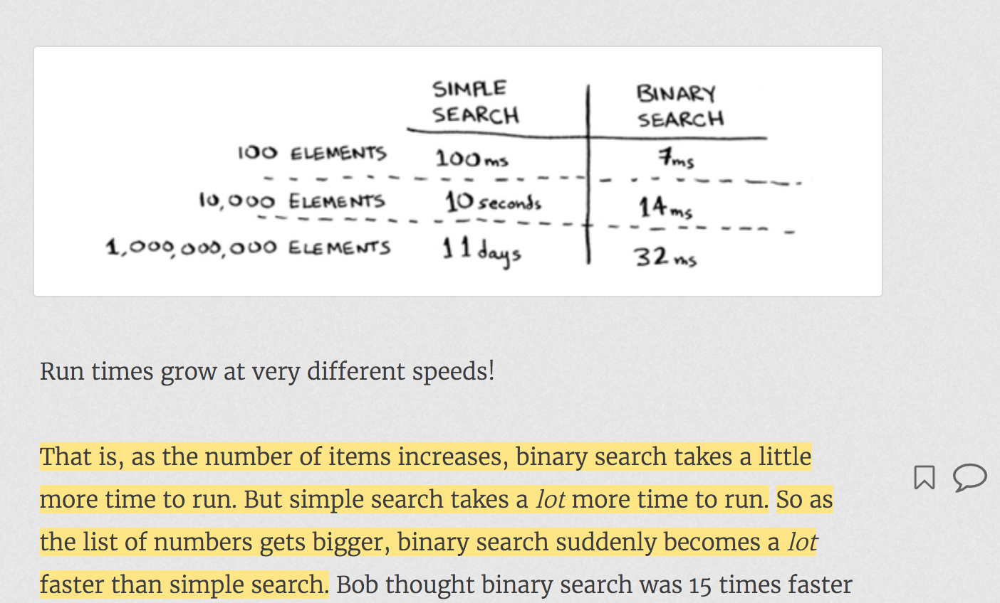 SIMPLE SEARCH
BINARY SEARCH
100 ELEMENTS 100ms 7ms
10,000 ELEMENTS 10 seconds 14ms
1,000,000,000 ELEMENTS 11 days 32ms
Run times grow at very different speeds!
That is, as the number of items increases, binary search takes a little
more time to run. But simple search takes a lot more time to run. So as
the list of numbers gets bigger, binary search suddenly becomes a lot
faster than simple search. Bob thought binary search was 15 times faster